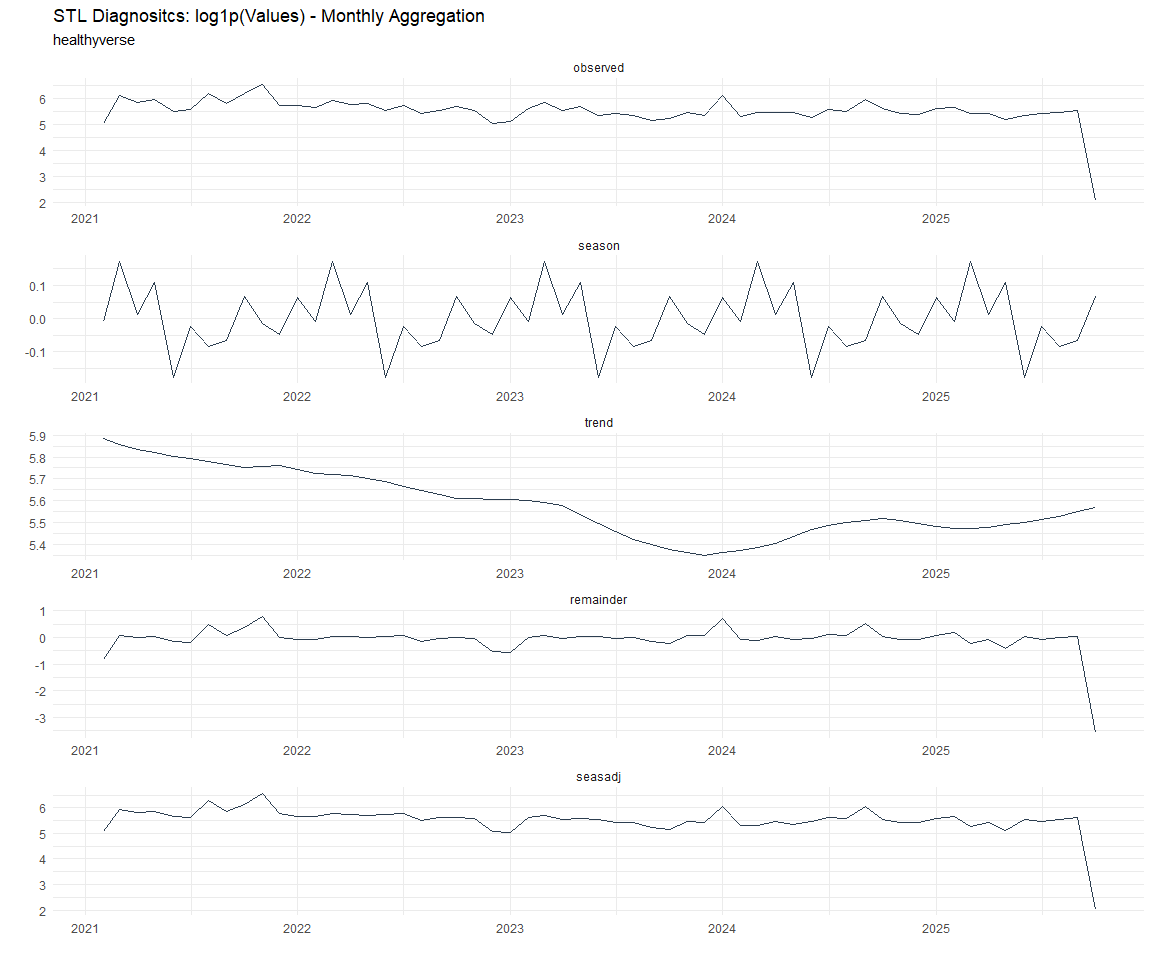 STL Diagnositcs: log1p(Values) - Monthly Aggregation
healthyverse
observed
6
5
4
3
2
2021 2022 2023 2024 2025
season
0.1
0.0
-0.1
2021 2022 2023 2024 2025
trend
5.9
5.8
5.7
5.6
5.5
5.4
2021 2022 2023 2024 2025
remainder
1
0
-1
-2
-3
2021 2022 2023 2024 2025
seasadj
6
5
4
3
2
2021 2022 2023 2024 2025